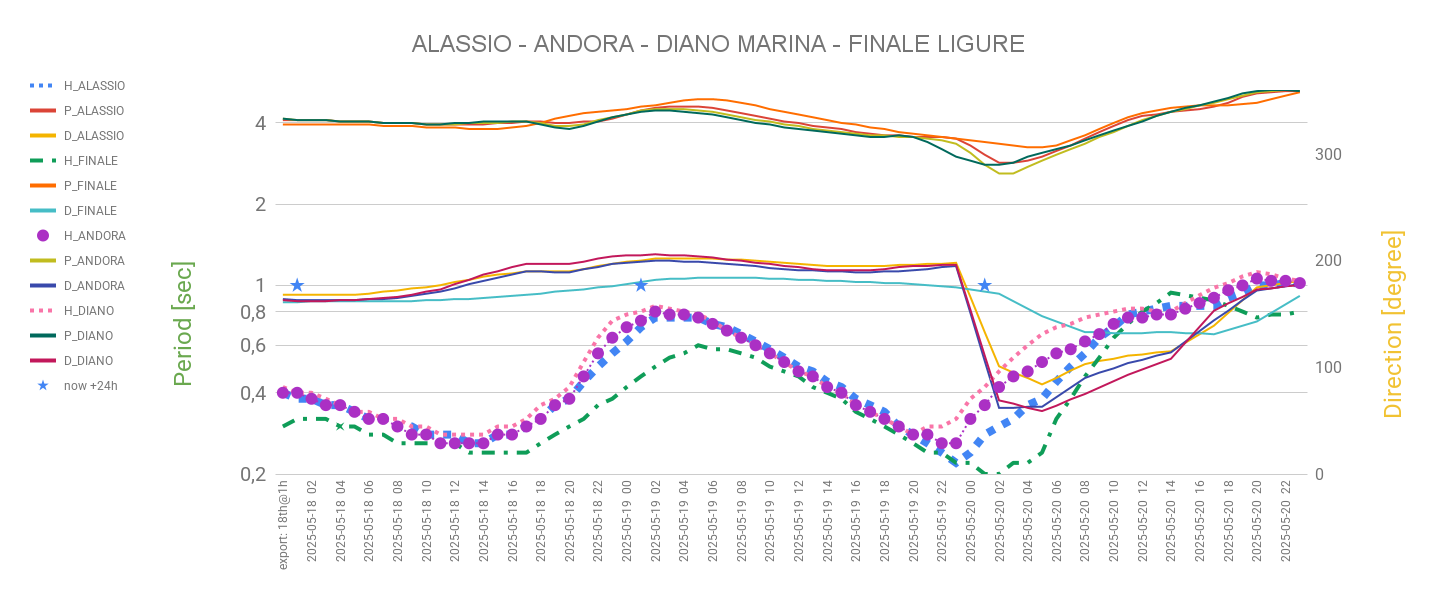 ALASSIO - ANDORA - DIANO MARINA - FINALE LIGURE
H_ALASSIO
P_ALASSIO
D_ALASSIO
H_FINALE
P_FINALE
D_FINALE
H_ANDORA
P_ANDORA
D_ANDORA
H_DIANO
P_DIANO
D_DIANO
now +24h
Period [sec]
4
2
1
0,8
0,6
0,4
0,2
300
200
100
0
Direction [degree]
export: 18th@1h
2025-05-18 02
2025-05-18 04
2025-05-18 06
2025-05-18 08
2025-05-18 10
2025-05-18 12
2025-05-18 14
2025-05-18 16
2025-05-18 18
2025-05-18 20
2025-05-18 22
2025-05-19 00
2025-05-19 02
2025-05-19 04
2025-05-19 06
2025-05-19 08
2025-05-19 10
2025-05-19 12
2025-05-19 14
2025-05-19 16
2025-05-19 18
2025-05-19 20
2025-05-19 22
2025-05-20 00
2025-05-20 02
2025-05-20 04
2025-05-20 06
2025-05-20 08
2025-05-20 10
2025-05-20 12
2025-05-20 14
2025-05-20 16
2025-05-20 18
2025-05-20 20
2025-05-20 22